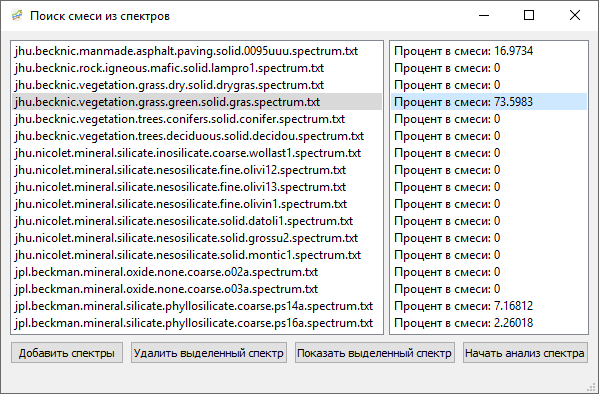 Поиск смеси из спектров
jhu.becknic.manmade.asphalt.paving.solid.0095uuu.spectrum.txt Процент в смеси: 16.9734
jhu.becknic.rock.igneous.mafic.solid.lampro1.spectrum.txt Процент в смеси: 0
jhu.becknic.vegetation.grass.dry.solid.drygras.spectrum.txt Процент в смеси: 0
jhu.becknic.vegetation.grass.green.solid.gras.spectrum.txt Процент в смеси: 73.5983
jhu.becknic.vegetation.trees.conifers.solid.conifer.spectrum.txt Процент в смеси: 0
jhu.becknic.vegetation.trees.deciduous.solid.decidou.spectrum.txt Процент в смеси: 0
jhu.nicolet.mineral.silicate.inosilicate.coarse.wollast1.spectrum.txt Процент в смеси: 0
jhu.nicolet.mineral.silicate.nesosilicate.fine.olivi12.spectrum.txt Процент в смеси: 0
jhu.nicolet.mineral.silicate.nesosilicate.fine.olivi13.spectrum.txt Процент в смеси: 0
jhu.nicolet.mineral.silicate.nesosilicate.fine.olivin1.spectrum.txt Процент в смеси: 0
jhu.nicolet.mineral.silicate.nesosilicate.solid.datoli1.spectrum.txt Процент в смеси: 0
jhu.nicolet.mineral.silicate.nesosilicate.solid.grossu2.spectrum.txt Процент в смеси: 0
jhu.nicolet.mineral.silicate.nesosilicate.solid.montic1.spectrum.txt Процент в смеси: 0
jpl.beckman.mineral.oxide.none.coarse.o02a.spectrum.txt Процент в смеси: 0
jpl.beckman.mineral.oxide.none.coarse.o03a.spectrum.txt Процент в смеси: 0
jpl.beckman.mineral.silicate.phyllosilicate.coarse.ps14a.spectrum.txt Процент в смеси: 7.16812
jpl.beckman.mineral.silicate.phyllosilicate.coarse.ps16a.spectrum.txt Процент в смеси: 2.26018
Добавить спектры Удалить выделенный спектр Показать выделенный спектр Начать анализ спектра